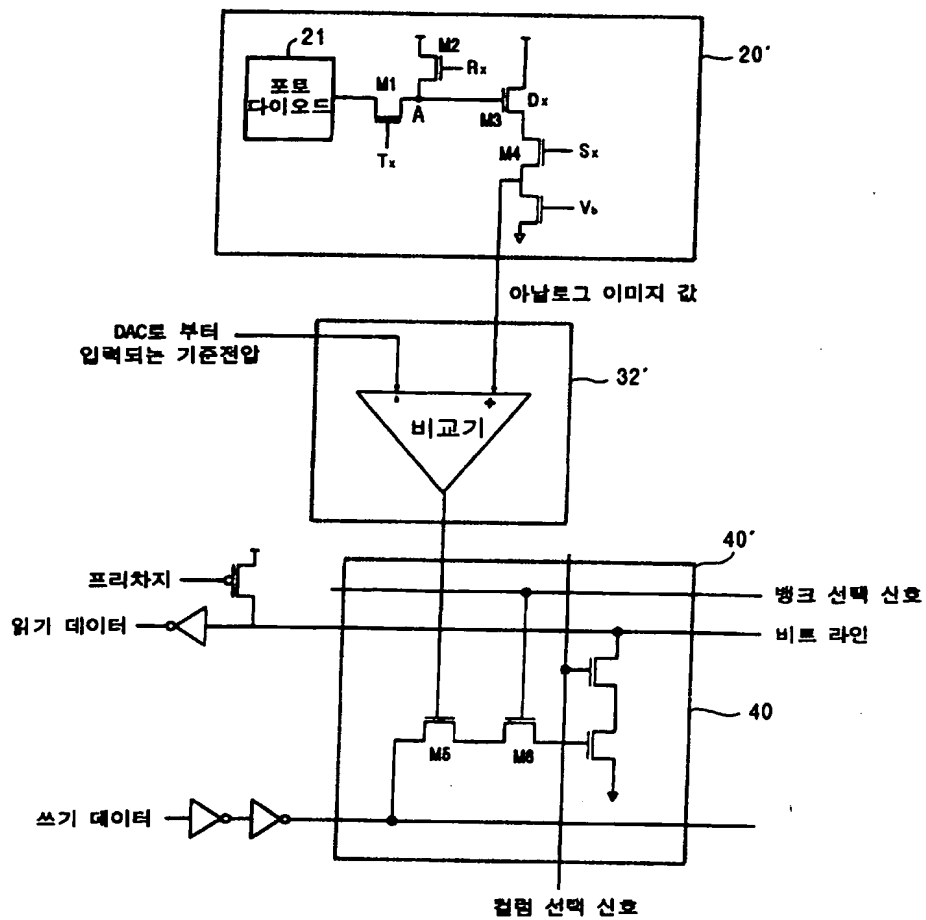 21
포토
다이오드
M1
M2
Rx
A
M3
Dx
Tx
M4
Sx
Vb
20'
아날로그 이미지 값
DAC로 부터
입력되는 기준전압
-
+
비교기
32'
40'
프리차지
뱅크 선택 신호
읽기 데이터
비트 라인
40
M5
M6
쓰기 데이터
컬럼 선택 신호